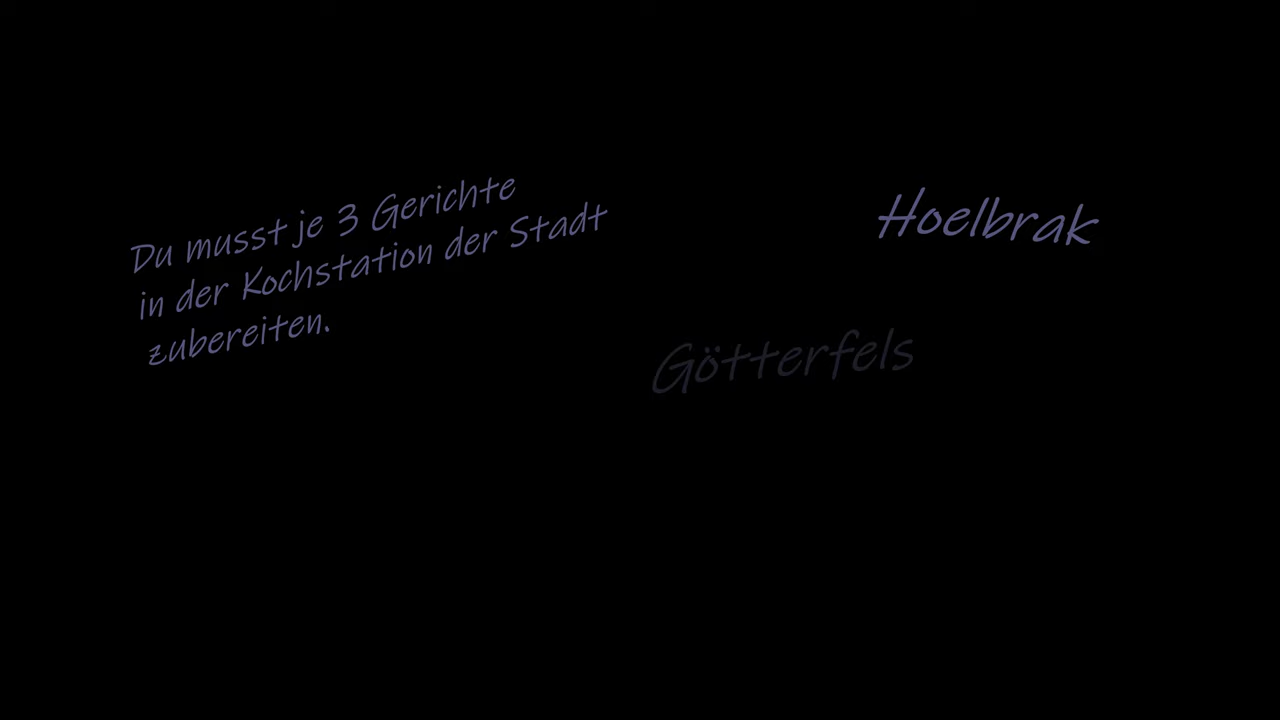 Du musst je 3 Gerichte
in der Kochstation der Stadt
zubereiten.
Hoelbrak
Götterfels